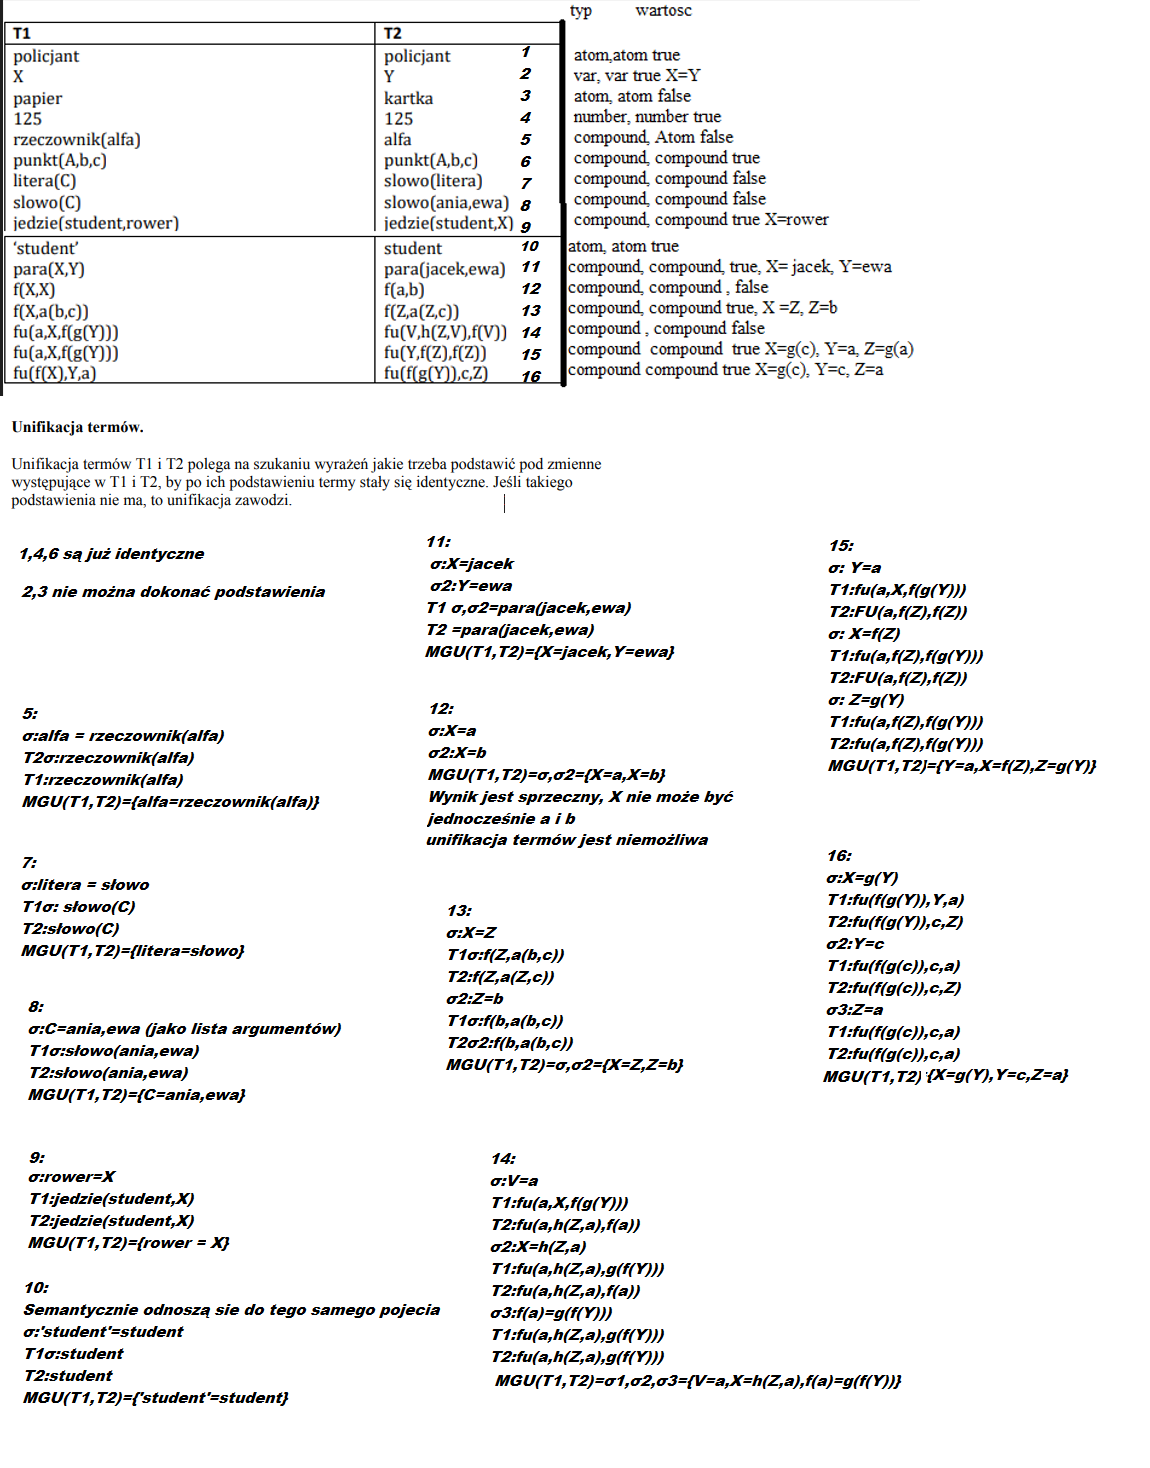 typ wartosc
T1 T2
policjant policjant 1 atom,atom true
X Y 2 var, var true X=Y
papier kartka 3 atom, atom false
125 125 4 number, number true
rzeczownik(alfa) alfa 5 compound, Atom false
punkt(A,b,c) punkt(A,b,c) 6 compound, compound true
litera(C) slowo(litera) 7 compound, compound false
slowo(C) slowo(ania,ewa) 8 compound, compound false
jedzie(student,rower) jedzie(student,X) 9 compound, compound true X=rower
‘student’ student 10 atom, atom true
para(X,Y) para(jacek,ewa) 11 compound, compound, true, X= jacek, Y=ewa
f(X,X) f(a,b) 12 compound, compound , false
f(X,a(b,c)) f(Z,a(Z,c)) 13 compound, compound true, X =Z, Z=b
fu(a,X,f(g(Y))) fu(V,h(Z,V),f(V)) 14 compound , compound false
fu(a,X,f(g(Y))) fu(Y,f(Z),f(Z)) 15 compound compound true X=g(c), Y=a, Z=g(a)
fu(f(X),Y,a) fu(f(g(Y)),c,Z) 16 compound compound true X=g(c), Y=c, Z=a
Unifikacja termów.
Unifikacja termów T1 i T2 polega na szukaniu wyrażeń jakie trzeba podstawić pod zmienne
występujące w T1 i T2, by po ich podstawieniu termy stały się identyczne. Jeśli takiego
podstawienia nie ma, to unifikacja zawodzi.
1,4,6 są już identyczne
2,3 nie można dokonać podstawienia
5:
σ:alfa = rzeczownik(alfa)
T2σ:rzeczownik(alfa)
T1:rzeczownik(alfa)
MGU(T1,T2)={alfa=rzeczownik(alfa)}
7:
σ:litera = słowo
T1σ: słowo(C)
T2:słowo(C)
MGU(T1,T2)={litera=słowo}
8:
σ:C=ania,ewa (jako lista argumentów)
T1σ:słowo(ania,ewa)
T2:słowo(ania,ewa)
MGU(T1,T2)={C=ania,ewa}
9:
σ:rower=X
T1:jedzie(student,X)
T2:jedzie(student,X)
MGU(T1,T2)={rower = X}
10:
Semantycznie odnoszą sie do tego samego pojecia
σ:'student'=student
T1σ:student
T2:student
MGU(T1,T2)={'student'=student}
11:
σ:X=jacek
σ2:Y=ewa
T1 σ,σ2=para(jacek,ewa)
T2 =para(jacek,ewa)
MGU(T1,T2)={X=jacek,Y=ewa}
12:
σ:X=a
σ2:X=b
MGU(T1,T2)=σ,σ2={X=a,X=b}
Wynik jest sprzeczny, X nie może być
jednocześnie a i b
unifikacja termów jest niemożliwa
13:
σ:X=Z
T1σ:f(Z,a(b,c))
T2:f(Z,a(Z,c))
σ2:Z=b
T1σ:f(b,a(b,c))
T2σ2:f(b,a(b,c))
MGU(T1,T2)=σ,σ2={X=Z,Z=b}
14:
σ:V=a
T1:fu(a,X,f(g(Y)))
T2:fu(a,h(Z,a),f(a))
σ2:X=h(Z,a)
T1:fu(a,h(Z,a),g(f(Y)))
T2:fu(a,h(Z,a),f(a))
σ3:f(a)=g(f(Y)))
T1:fu(a,h(Z,a),g(f(Y)))
T2:fu(a,h(Z,a),g(f(Y)))
MGU(T1,T2)=σ1,σ2,σ3={V=a,X=h(Z,a),f(a)=g(f(Y))}
15:
σ: Y=a
T1:fu(a,X,f(g(Y)))
T2:FU(a,f(Z),f(Z))
σ: X=f(Z)
T1:fu(a,f(Z),f(g(Y)))
T2:FU(a,f(Z),f(Z))
σ: Z=g(Y)
T1:fu(a,f(Z),f(g(Y)))
T2:fu(a,f(Z),f(g(Y)))
MGU(T1,T2)={Y=a,X=f(Z),Z=g(Y)}
16:
σ:X=g(Y)
T1:fu(f(g(Y)),Y,a)
T2:fu(f(g(Y)),c,Z)
σ2:Y=c
T1:fu(f(g(c)),c,a)
T2:fu(f(g(c)),c,Z)
σ3:Z=a
T1:fu(f(g(c)),c,a)
T2:fu(f(g(c)),c,a)
MGU(T1,T2) {X=g(Y),Y=c,Z=a}